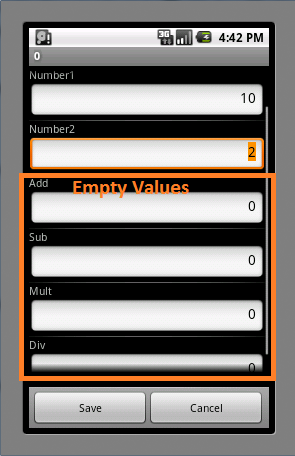 3G
4:42 PM
0
Number1
10
Number2
2
Add
Empty Values
0
Sub
0
Mult
0
Div
0
Save
Cancel